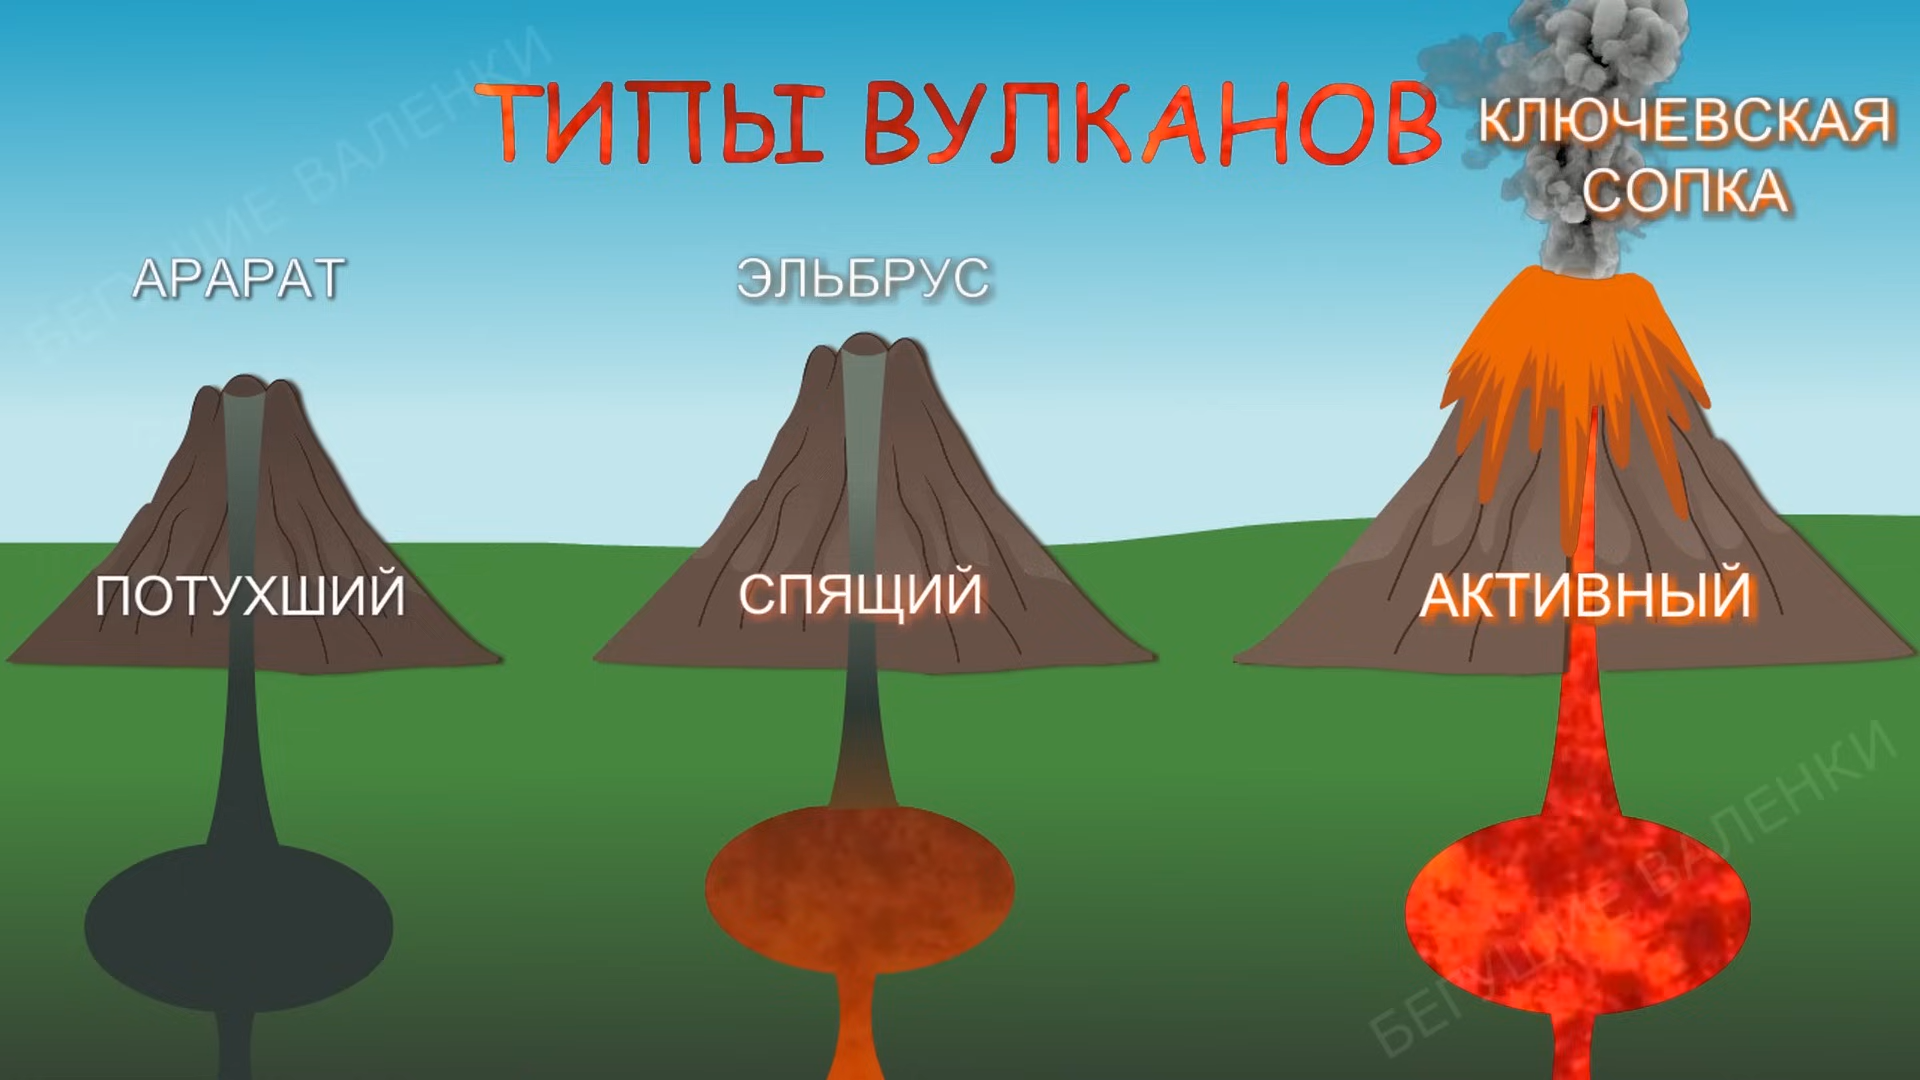 ТИПЫ ВУЛКАНОВ
КЛЮЧЕВСКАЯ
СОПКА
АРАРАТ
ЭЛЬБРУС
ПОТУХШИЙ
СПЯЩИЙ
АКТИВНЫЙ
БЕГУЩИЕ ВАЛЕНКИ
БЕГУЩИЕ ВАЛЕНКИ